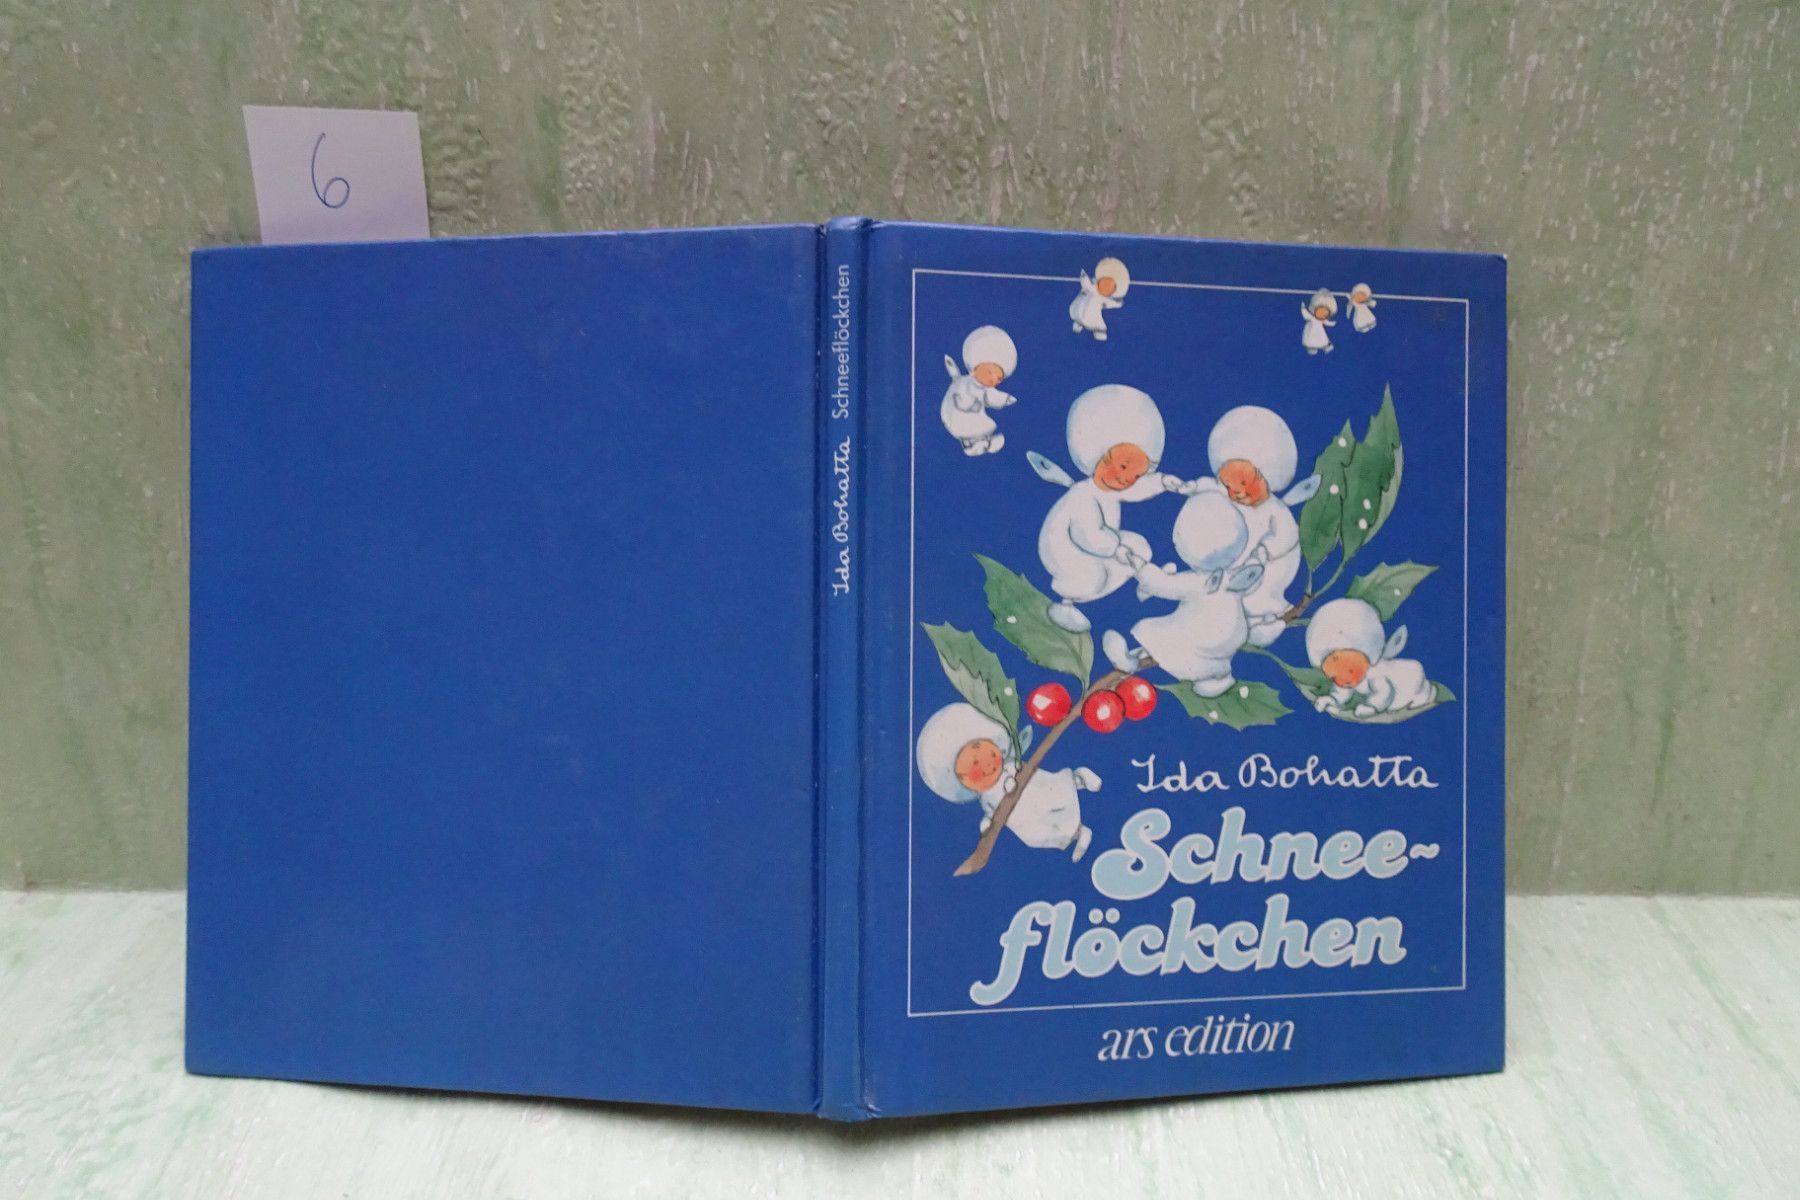 6
Ida Bohatta Schneeflöckchen
Ida Bohatta
Schnee~
flöckchen
ars edition